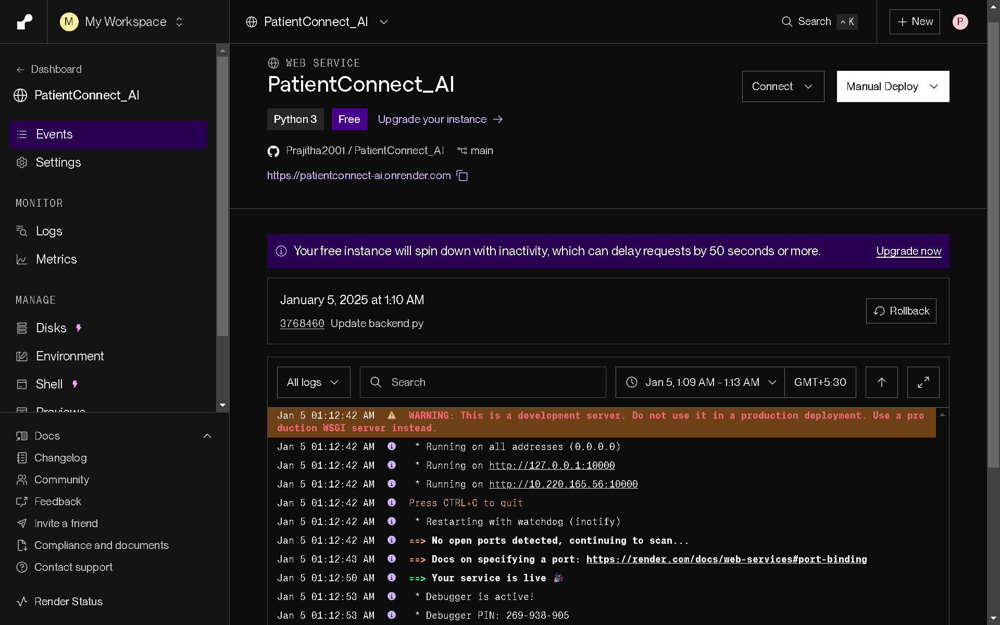 M My Workspace
PatientConnect_AI
Search ^ K
+ New
P
← Dashboard
PatientConnect_AI
Events
Settings
MONITOR
Logs
Metrics
MANAGE
Disks
Environment
Shell
Previews
Docs
Changelog
Community
Feedback
Invite a friend
Compliance and documents
Contact support
Render Status
WEB SERVICE
PatientConnect_AI
Connect
Manual Deploy
Python 3
Free
Upgrade your instance →
Prajitha2001 / PatientConnect_AI main
https://patientconnect-ai.onrender.com
Your free instance will spin down with inactivity, which can delay requests by 50 seconds or more.
Upgrade now
January 5, 2025 at 1:10 AM
3768460 Update backend.py
Rollback
All logs
Search
Jan 5, 1:09 AM - 1:13 AM
GMT+5:30
Jan 5 01:12:42 AM WARNING: This is a development server. Do not use it in a production deployment. Use a pro
duction WSGI server instead.
Jan 5 01:12:42 AM * Running on all addresses (0.0.0.0)
Jan 5 01:12:42 AM * Running on http://127.0.0.1:10000
Jan 5 01:12:42 AM * Running on http://10.220.165.56:10000
Jan 5 01:12:42 AM Press CTRL+C to quit
Jan 5 01:12:42 AM * Restarting with watchdog (inotify)
Jan 5 01:12:42 AM ==> No open ports detected, continuing to scan...
Jan 5 01:12:43 AM ==> Docs on specifying a port: https://render.com/docs/web-services#port-binding
Jan 5 01:12:50 AM ==> Your service is live 🎉
Jan 5 01:12:53 AM * Debugger is active!
Jan 5 01:12:53 AM * Debugger PIN: 269-938-905